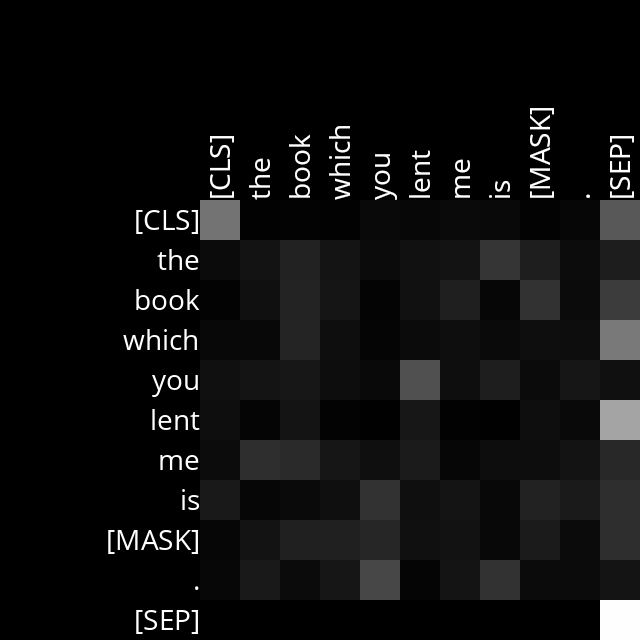 [CLS] the book which you lent me is [MASK] . [SEP]
[CLS]
the
book
which
you
lent
me
is
[MASK]
.
[SEP]